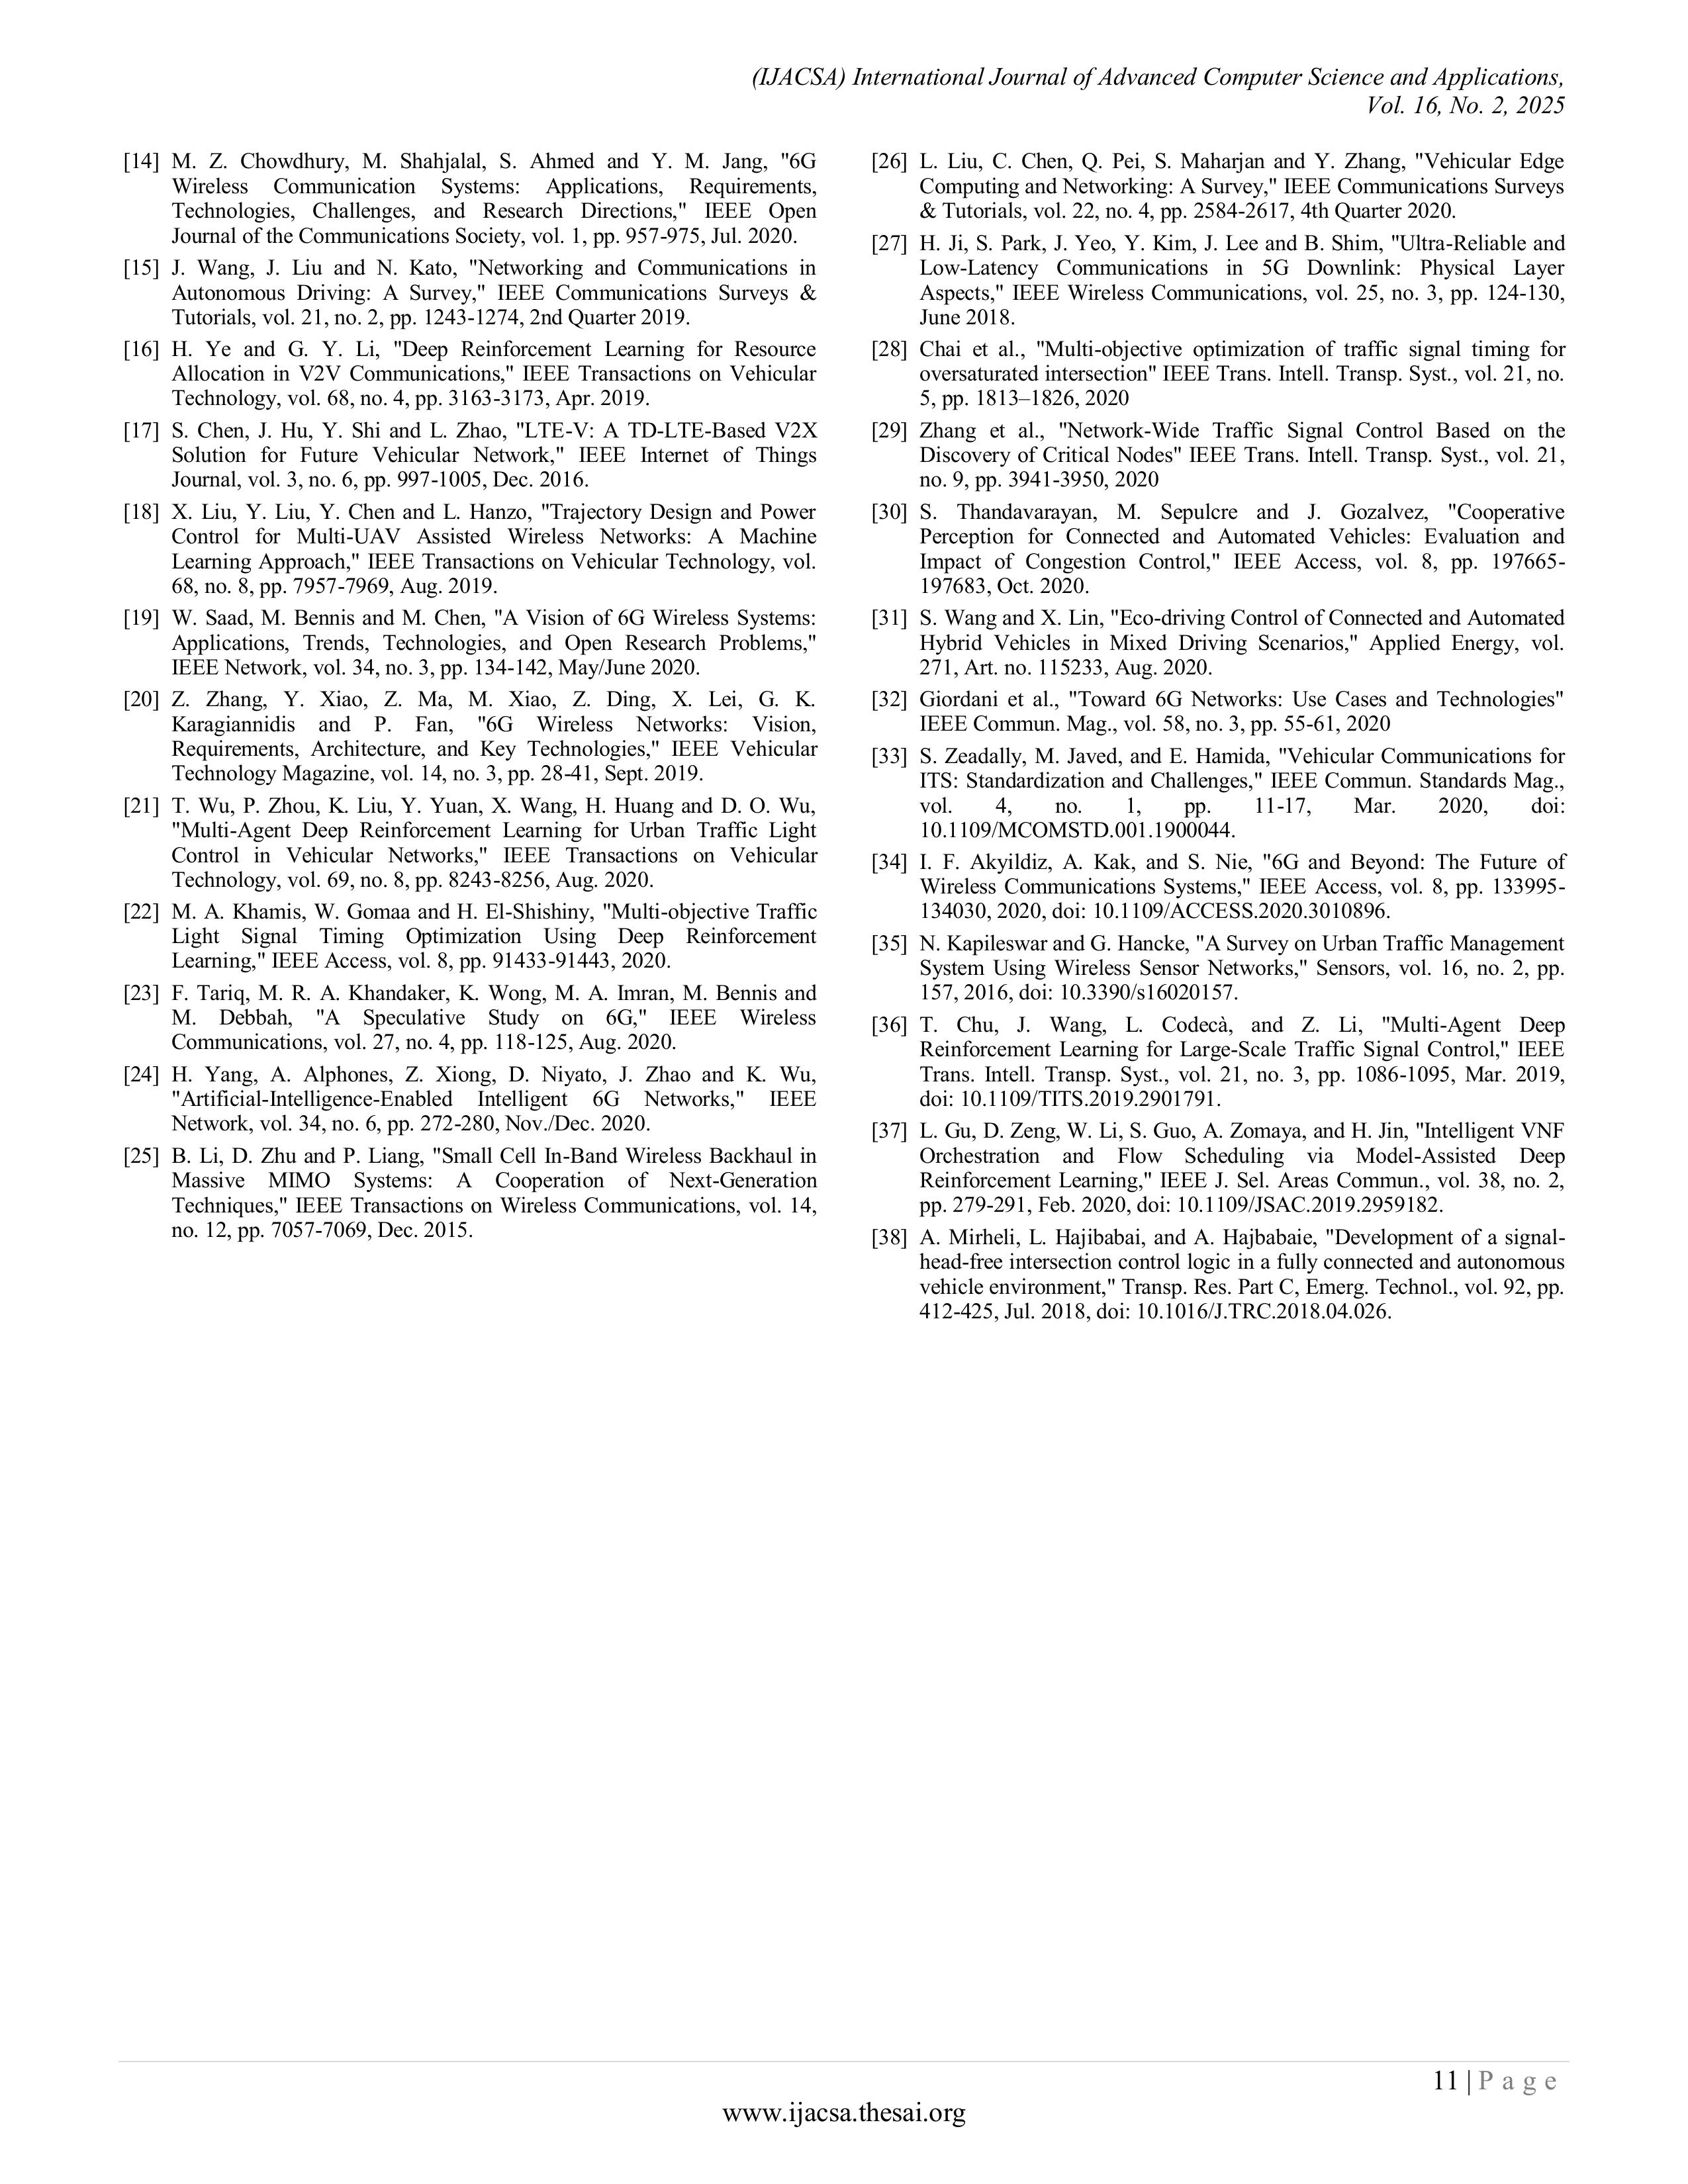 (IJACSA) International Journal of Advanced Computer Science and Applications,
Vol. 16, No. 2, 2025
[14] M. Z. Chowdhury, M. Shahjalal, S. Ahmed and Y. M. Jang, "6G
Wireless Communication Systems: Applications, Requirements,
Technologies, Challenges, and Research Directions," IEEE Open
Journal of the Communications Society, vol. 1, pp. 957-975, Jul. 2020.
[15] J. Wang, J. Liu and N. Kato, "Networking and Communications in
Autonomous Driving: A Survey," IEEE Communications Surveys &
Tutorials, vol. 21, no. 2, pp. 1243-1274, 2nd Quarter 2019.
[16] H. Ye and G. Y. Li, "Deep Reinforcement Learning for Resource
Allocation in V2V Communications," IEEE Transactions on Vehicular
Technology, vol. 68, no. 4, pp. 3163-3173, Apr. 2019.
[17] S. Chen, J. Hu, Y. Shi and L. Zhao, "LTE-V: A TD-LTE-Based V2X
Solution for Future Vehicular Network," IEEE Internet of Things
Journal, vol. 3, no. 6, pp. 997-1005, Dec. 2016.
[18] X. Liu, Y. Liu, Y. Chen and L. Hanzo, "Trajectory Design and Power
Control for Multi-UAV Assisted Wireless Networks: A Machine
Learning Approach," IEEE Transactions on Vehicular Technology, vol.
68, no. 8, pp. 7957-7969, Aug. 2019.
[19] W. Saad, M. Bennis and M. Chen, "A Vision of 6G Wireless Systems:
Applications, Trends, Technologies, and Open Research Problems,"
IEEE Network, vol. 34, no. 3, pp. 134-142, May/June 2020.
[20] Z. Zhang, Y. Xiao, Z. Ma, M. Xiao, Z. Ding, X. Lei, G. K.
Karagiannidis and P. Fan, "6G Wireless Networks: Vision,
Requirements, Architecture, and Key Technologies," IEEE Vehicular
Technology Magazine, vol. 14, no. 3, pp. 28-41, Sept. 2019.
[21] T. Wu, P. Zhou, K. Liu, Y. Yuan, X. Wang, H. Huang and D. O. Wu,
"Multi-Agent Deep Reinforcement Learning for Urban Traffic Light
Control in Vehicular Networks," IEEE Transactions on Vehicular
Technology, vol. 69, no. 8, pp. 8243-8256, Aug. 2020.
[22] M. A. Khamis, W. Gomaa and H. El-Shishiny, "Multi-objective Traffic
Light Signal Timing Optimization Using Deep Reinforcement
Learning," IEEE Access, vol. 8, pp. 91433-91443, 2020.
[23] F. Tariq, M. R. A. Khandaker, K. Wong, M. A. Imran, M. Bennis and
M. Debbah, "A Speculative Study on 6G," IEEE Wireless
Communications, vol. 27, no. 4, pp. 118-125, Aug. 2020.
[24] H. Yang, A. Alphones, Z. Xiong, D. Niyato, J. Zhao and K. Wu,
"Artificial-Intelligence-Enabled Intelligent 6G Networks," IEEE
Network, vol. 34, no. 6, pp. 272-280, Nov./Dec. 2020.
[25] B. Li, D. Zhu and P. Liang, "Small Cell In-Band Wireless Backhaul in
Massive MIMO Systems: A Cooperation of Next-Generation
Techniques," IEEE Transactions on Wireless Communications, vol. 14,
no. 12, pp. 7057-7069, Dec. 2015.
[26] L. Liu, C. Chen, Q. Pei, S. Maharjan and Y. Zhang, "Vehicular Edge
Computing and Networking: A Survey," IEEE Communications Surveys
& Tutorials, vol. 22, no. 4, pp. 2584-2617, 4th Quarter 2020.
[27] H. Ji, S. Park, J. Yeo, Y. Kim, J. Lee and B. Shim, "Ultra-Reliable and
Low-Latency Communications in 5G Downlink: Physical Layer
Aspects," IEEE Wireless Communications, vol. 25, no. 3, pp. 124-130,
June 2018.
[28] Chai et al., "Multi-objective optimization of traffic signal timing for
oversaturated intersection" IEEE Trans. Intell. Transp. Syst., vol. 21, no.
5, pp. 1813–1826, 2020
[29] Zhang et al., "Network-Wide Traffic Signal Control Based on the
Discovery of Critical Nodes" IEEE Trans. Intell. Transp. Syst., vol. 21,
no. 9, pp. 3941-3950, 2020
[30] S. Thandavarayan, M. Sepulcre and J. Gozalvez, "Cooperative
Perception for Connected and Automated Vehicles: Evaluation and
Impact of Congestion Control," IEEE Access, vol. 8, pp. 197665-
197683, Oct. 2020.
[31] S. Wang and X. Lin, "Eco-driving Control of Connected and Automated
Hybrid Vehicles in Mixed Driving Scenarios," Applied Energy, vol.
271, Art. no. 115233, Aug. 2020.
[32] Giordani et al., "Toward 6G Networks: Use Cases and Technologies"
IEEE Commun. Mag., vol. 58, no. 3, pp. 55-61, 2020
[33] S. Zeadally, M. Javed, and E. Hamida, "Vehicular Communications for
ITS: Standardization and Challenges," IEEE Commun. Standards Mag.,
vol. 4, no. 1, pp. 11-17, Mar. 2020, doi:
10.1109/MCOMSTD.001.1900044.
[34] I. F. Akyildiz, A. Kak, and S. Nie, "6G and Beyond: The Future of
Wireless Communications Systems," IEEE Access, vol. 8, pp. 133995-
134030, 2020, doi: 10.1109/ACCESS.2020.3010896.
[35] N. Kapileswar and G. Hancke, "A Survey on Urban Traffic Management
System Using Wireless Sensor Networks," Sensors, vol. 16, no. 2, pp.
157, 2016, doi: 10.3390/s16020157.
[36] T. Chu, J. Wang, L. Codecà, and Z. Li, "Multi-Agent Deep
Reinforcement Learning for Large-Scale Traffic Signal Control," IEEE
Trans. Intell. Transp. Syst., vol. 21, no. 3, pp. 1086-1095, Mar. 2019,
doi: 10.1109/TITS.2019.2901791.
[37] L. Gu, D. Zeng, W. Li, S. Guo, A. Zomaya, and H. Jin, "Intelligent VNF
Orchestration and Flow Scheduling via Model-Assisted Deep
Reinforcement Learning," IEEE J. Sel. Areas Commun., vol. 38, no. 2,
pp. 279-291, Feb. 2020, doi: 10.1109/JSAC.2019.2959182.
[38] A. Mirheli, L. Hajibabai, and A. Hajbabaie, "Development of a signal-
head-free intersection control logic in a fully connected and autonomous
vehicle environment," Transp. Res. Part C, Emerg. Technol., vol. 92, pp.
412-425, Jul. 2018, doi: 10.1016/J.TRC.2018.04.026.
11 | P a g e
www.ijacsa.thesai.org